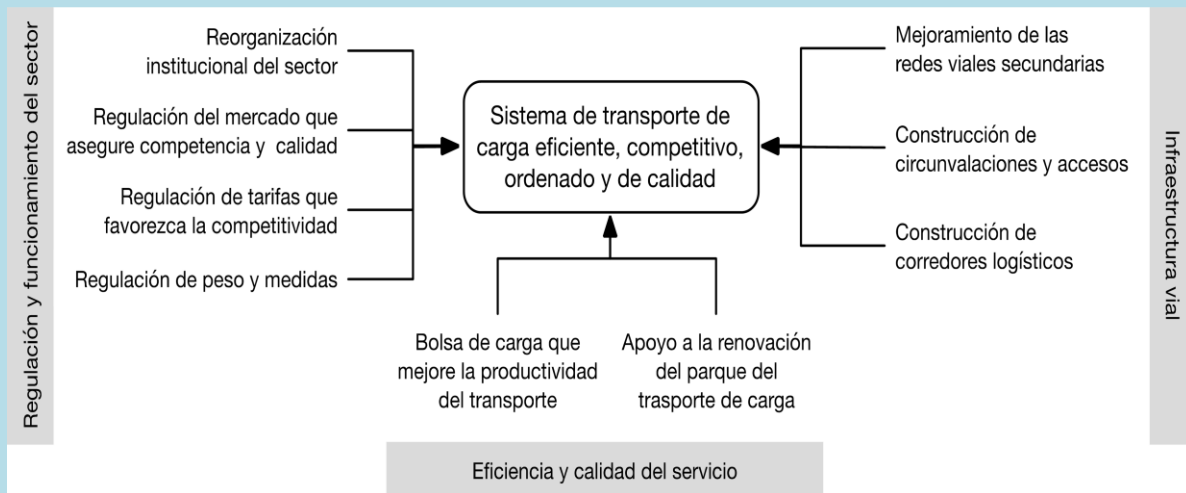 Regulación y funcionamiento del sector
Reorganización
institucional del sector
Regulación del mercado que
asegure competencia y calidad
Regulación de tarifas que
favorezca la competitividad
Regulación de peso y medidas
Sistema de transporte de
carga eficiente, competitivo,
ordenado y de calidad
Mejoramiento de las
redes viales secundarias
Construcción de
circunvalaciones y accesos
Construcción de
corredores logísticos
Infraestructura vial
Bolsa de carga que
mejore la productividad
del transporte
Apoyo a la renovación
del parque del
trasporte de carga
Eficiencia y calidad del servicio